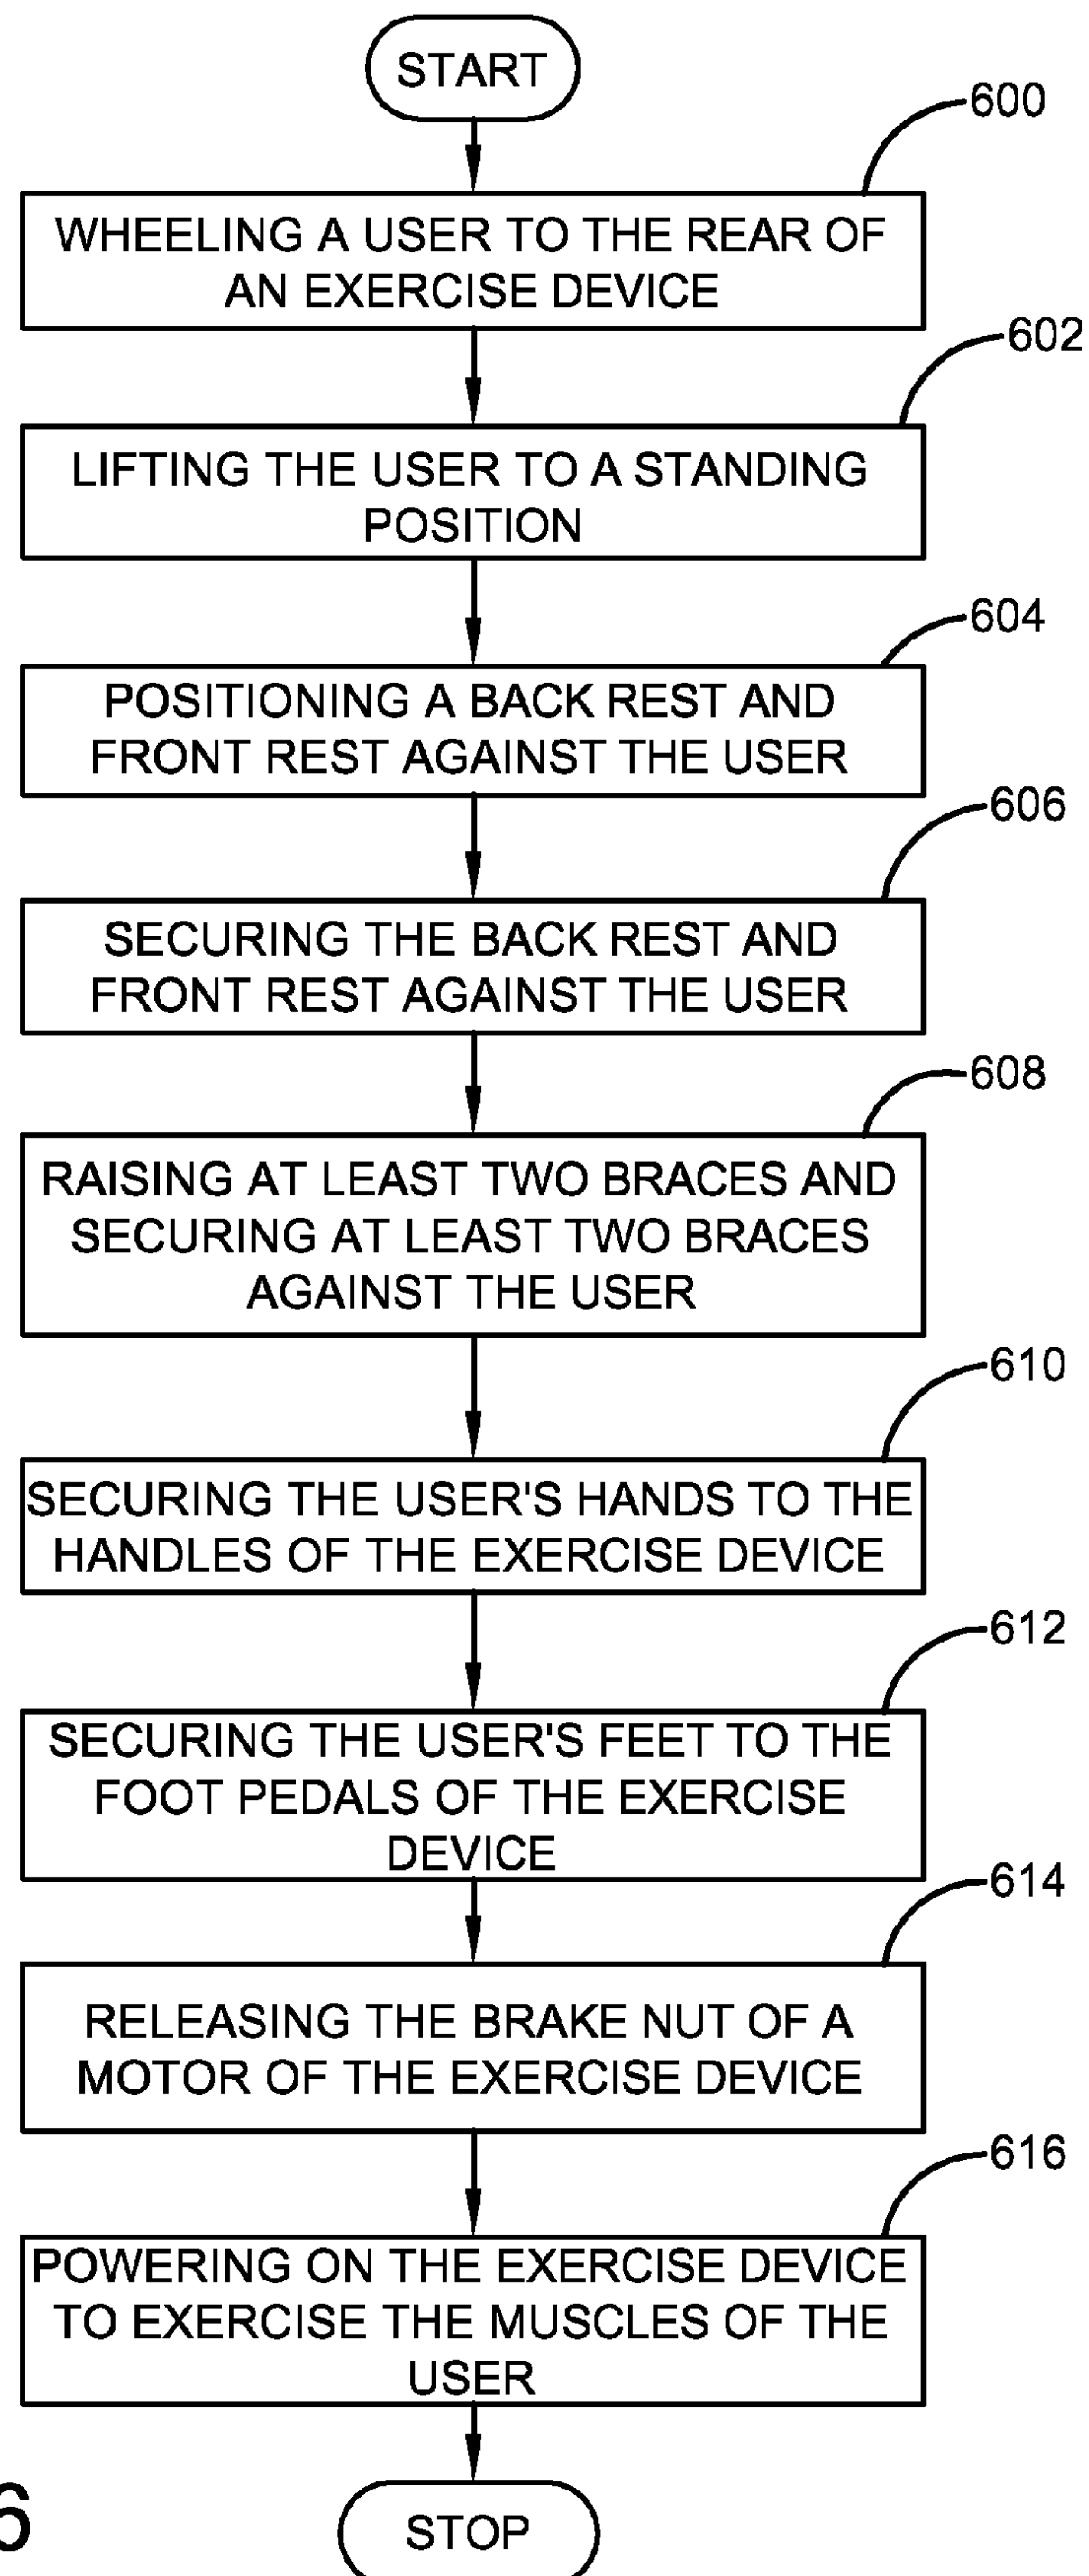 START
600
WHEELING A USER TO THE REAR OF
AN EXERCISE DEVICE
602
LIFTING THE USER TO A STANDING
POSITION
604
POSITIONING A BACK REST AND
FRONT REST AGAINST THE USER
606
SECURING THE BACK REST AND
FRONT REST AGAINST THE USER
608
RAISING AT LEAST TWO BRACES AND
SECURING AT LEAST TWO BRACES
AGAINST THE USER
610
SECURING THE USER'S HANDS TO THE
HANDLES OF THE EXERCISE DEVICE
612
SECURING THE USER'S FEET TO THE
FOOT PEDALS OF THE EXERCISE
DEVICE
614
RELEASING THE BRAKE NUT OF A
MOTOR OF THE EXERCISE DEVICE
616
POWERING ON THE EXERCISE DEVICE
TO EXERCISE THE MUSCLES OF THE
USER
6
STOP